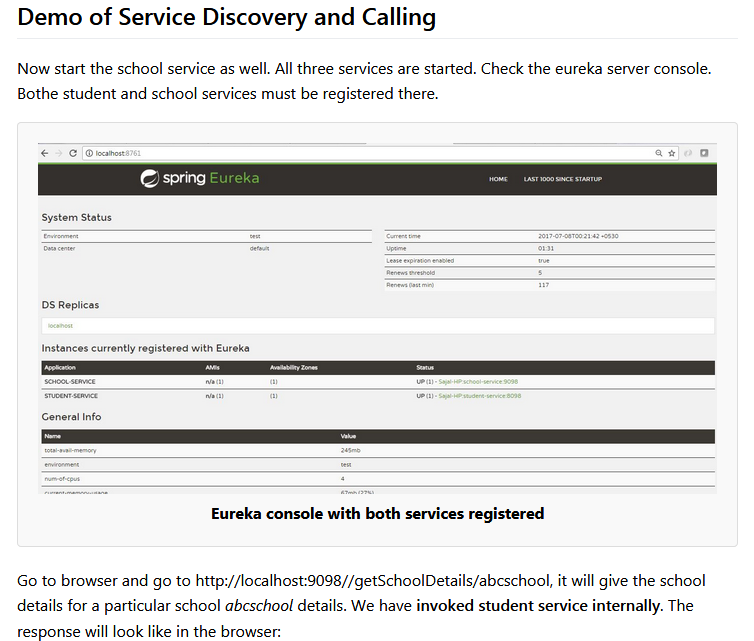 Demo of Service Discovery and Calling
Now start the school service as well. All three services are started. Check the eureka server console.
Bothe student and school services must be registered there.
localhost:8761
spring Eureka
HOME LAST 1000 SINCE STARTUP
System Status
Environment test
Data center default
Current time 2017-07-08T00:21:42 +0530
Uptime 01:31
Lease expiration enabled true
Renews threshold 5
Renews (last min) 117
DS Replicas
localhost
Instances currently registered with Eureka
Application AMIs Availability Zones Status
SCHOOL-SERVICE n/a (1) (1) UP (1) - Sajal-HP:school-service:9098
STUDENT-SERVICE n/a (1) (1) UP (1) - Sajal-HP:student-service:8098
General Info
Name Value
total-avail-memory 245mb
environment test
num-of-cpus 4
current-memory-usage 67mb (27%)
Eureka console with both services registered
Go to browser and go to http://localhost:9098//getSchoolDetails/abcschool, it will give the school
details for a particular school abcschool details. We have invoked student service internally. The
response will look like in the browser: